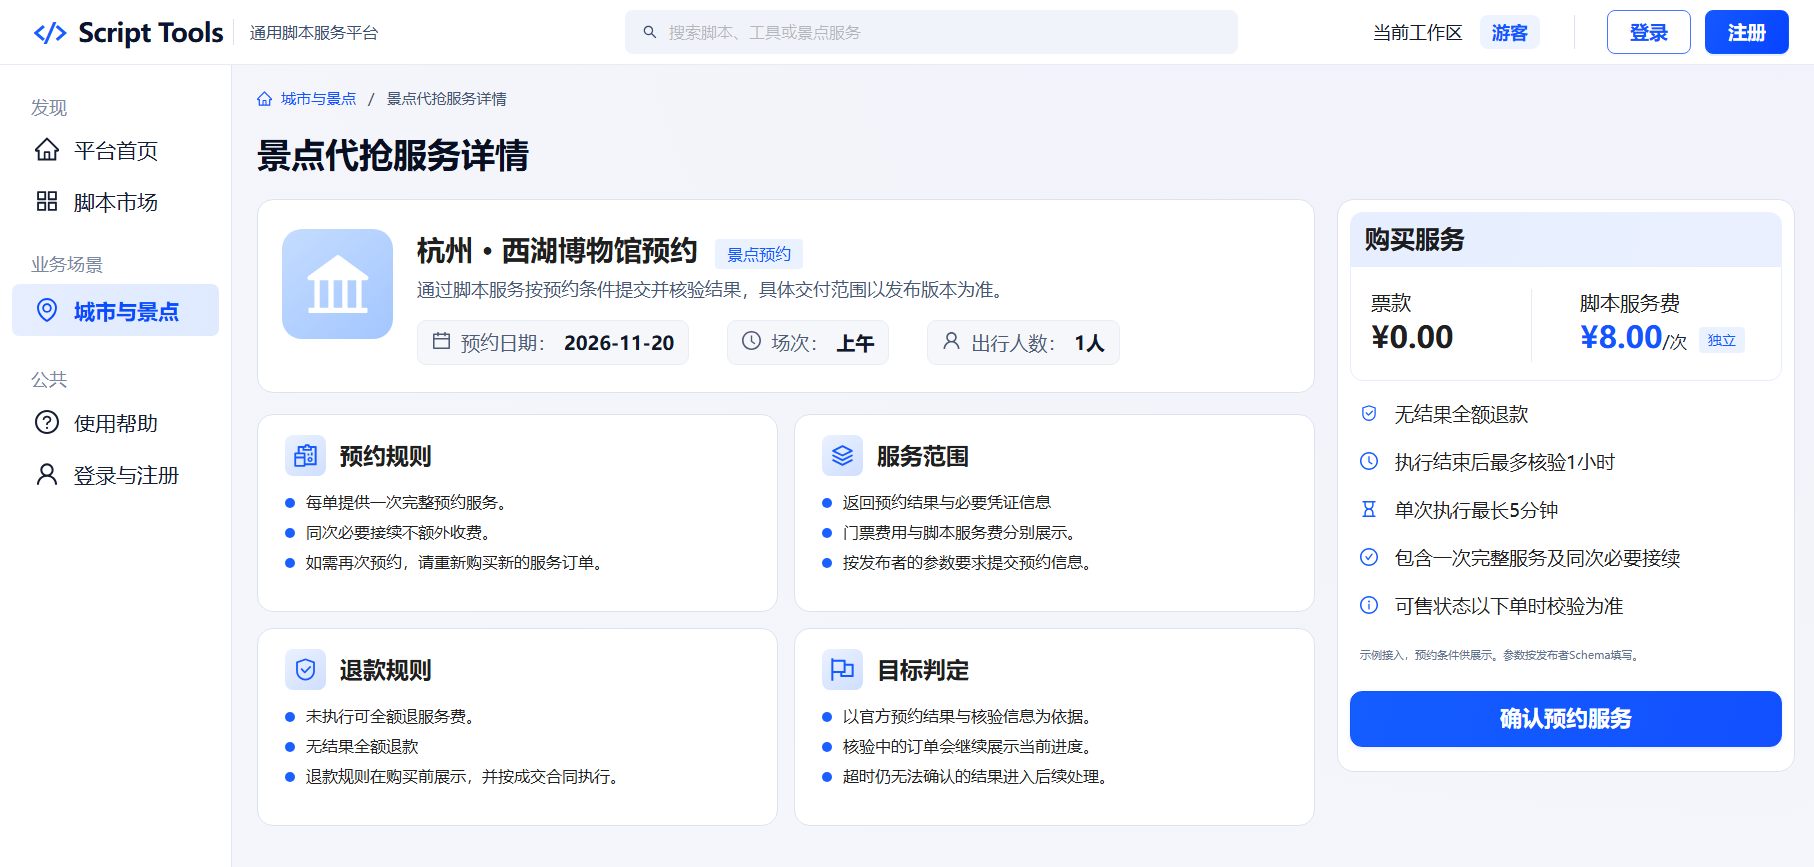 Script Tools
通用脚本服务平台
搜索脚本、工具或景点服务
当前工作区
游客
登录
注册
发现
平台首页
脚本市场
业务场景
城市与景点
公共
使用帮助
登录与注册
城市与景点 / 景点代抢服务详情
景点代抢服务详情
杭州·西湖博物馆预约
景点预约
通过脚本服务按预约条件提交并核验结果，具体交付范围以发布版本为准。
预约日期： 2026-11-20
场次： 上午
出行人数： 1人
预约规则
每单提供一次完整预约服务。
同次必要接续不额外收费。
如需再次预约，请重新购买新的服务订单。
服务范围
返回预约结果与必要凭证信息
门票费用与脚本服务费分别展示。
按发布者的参数要求提交预约信息。
退款规则
未执行可全额退服务费。
无结果全额退款
退款规则在购买前展示，并按成交合同执行。
目标判定
以官方预约结果与核验信息为依据。
核验中的订单会继续展示当前进度。
超时仍无法确认的结果进入后续处理。
购买服务
票款
¥0.00
脚本服务费
¥8.00/次 独立
无结果全额退款
执行结束后最多核验1小时
单次执行最长5分钟
包含一次完整服务及同次必要接续
可售状态以下单时校验为准
示例接入，预约条件供展示。参数按发布者Schema填写。
确认预约服务